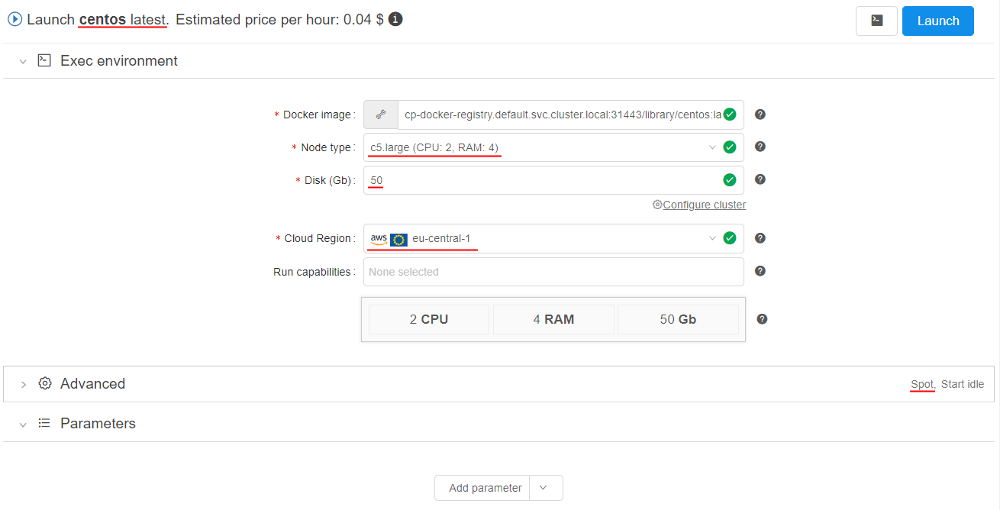 Launch centos latest. Estimated price per hour: 0.04 $
Launch
Exec environment
* Docker image: cp-docker-registry.default.svc.cluster.local:31443/library/centos:la
* Node type: c5.large (CPU: 2, RAM: 4)
* Disk (Gb): 50
Configure cluster
* Cloud Region: aws eu-central-1
Run capabilities: None selected
2 CPU 4 RAM 50 Gb
Advanced Spot, Start idle
Parameters
Add parameter